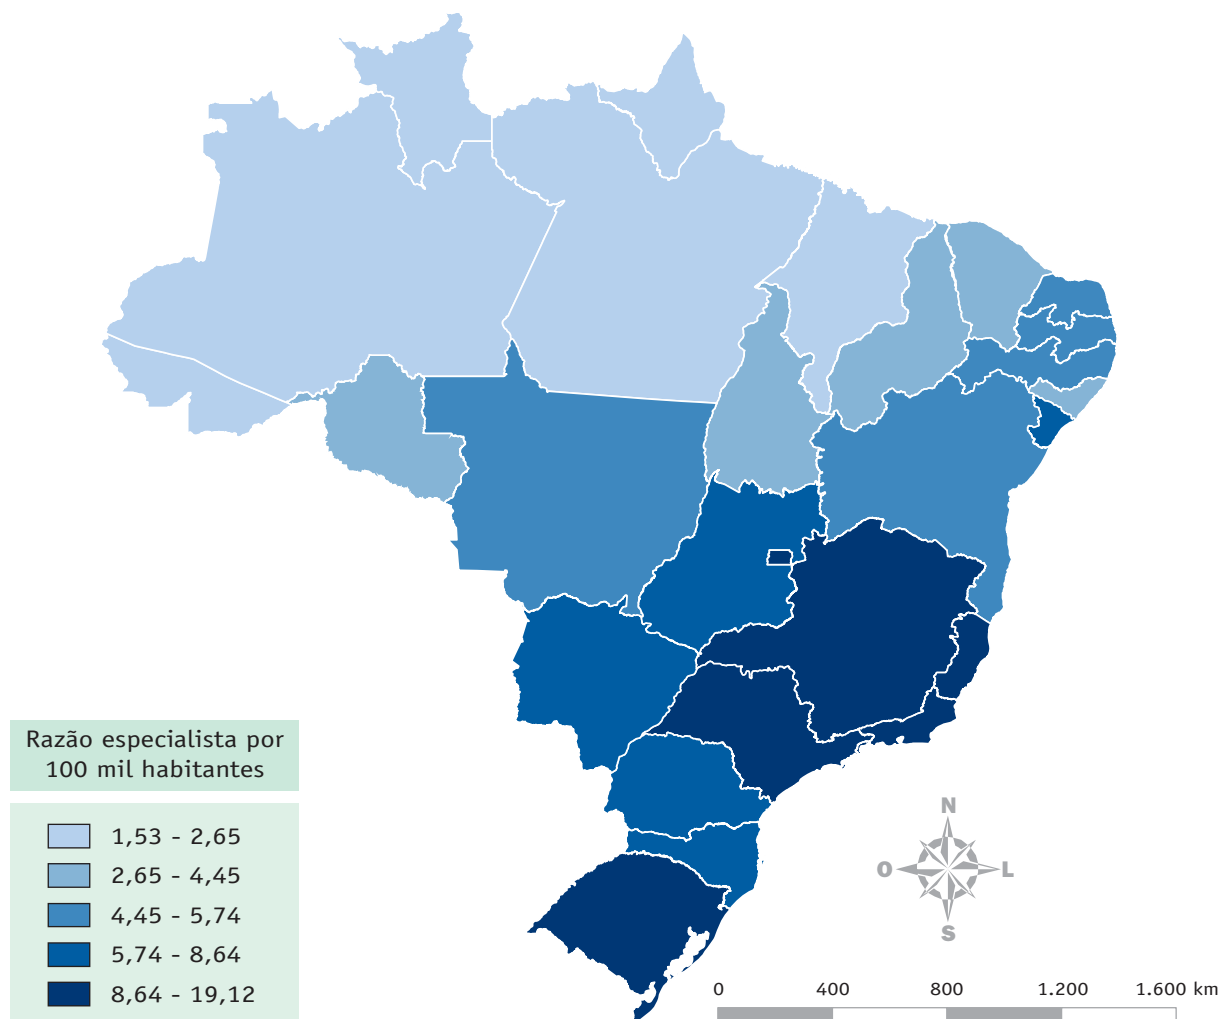 Razão especialista por
100 mil habitantes
1,53 - 2,65
2,65 - 4,45
4,45 - 5,74
5,74 - 8,64
8,64 - 19,12
N
O
L
S
0 400 800 1.200 1.600 km